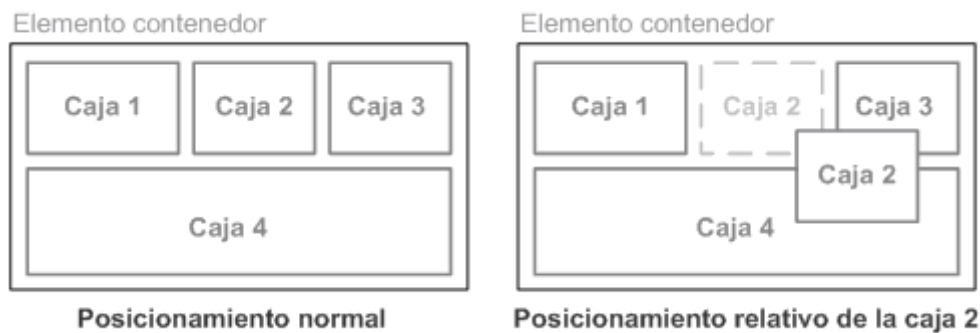 Elemento contenedor
Caja 1
Caja 2
Caja 3
Caja 4
Posicionamiento normal
Elemento contenedor
Caja 1
Caja 2
Caja 3
Caja 2
Caja 4
Posicionamiento relativo de la caja 2